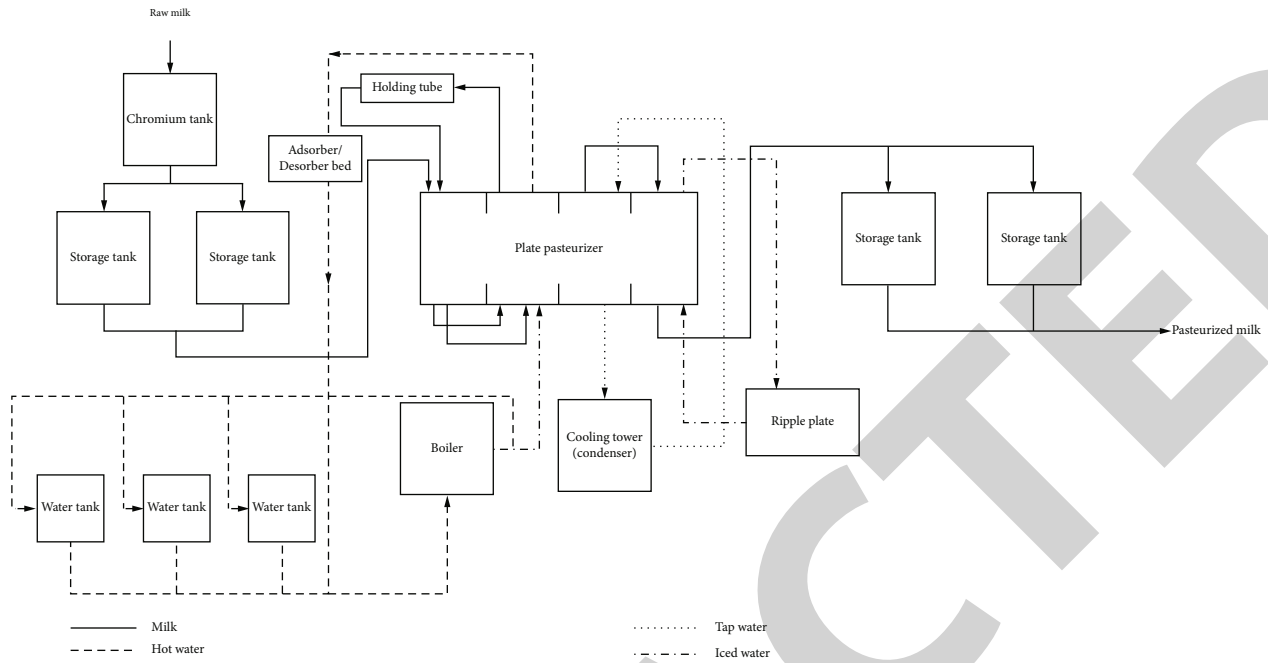 Raw milk
Chromium tank
Storage tank
Storage tank
Holding tube
Adsorber/
Desorber bed
Plate pasteurizer
Storage tank
Storage tank
Pasteurized milk
Boiler
Cooling tower
(condenser)
Ripple plate
Water tank
Water tank
Water tank
Milk
Hot water
Tap water
Iced water
CTED